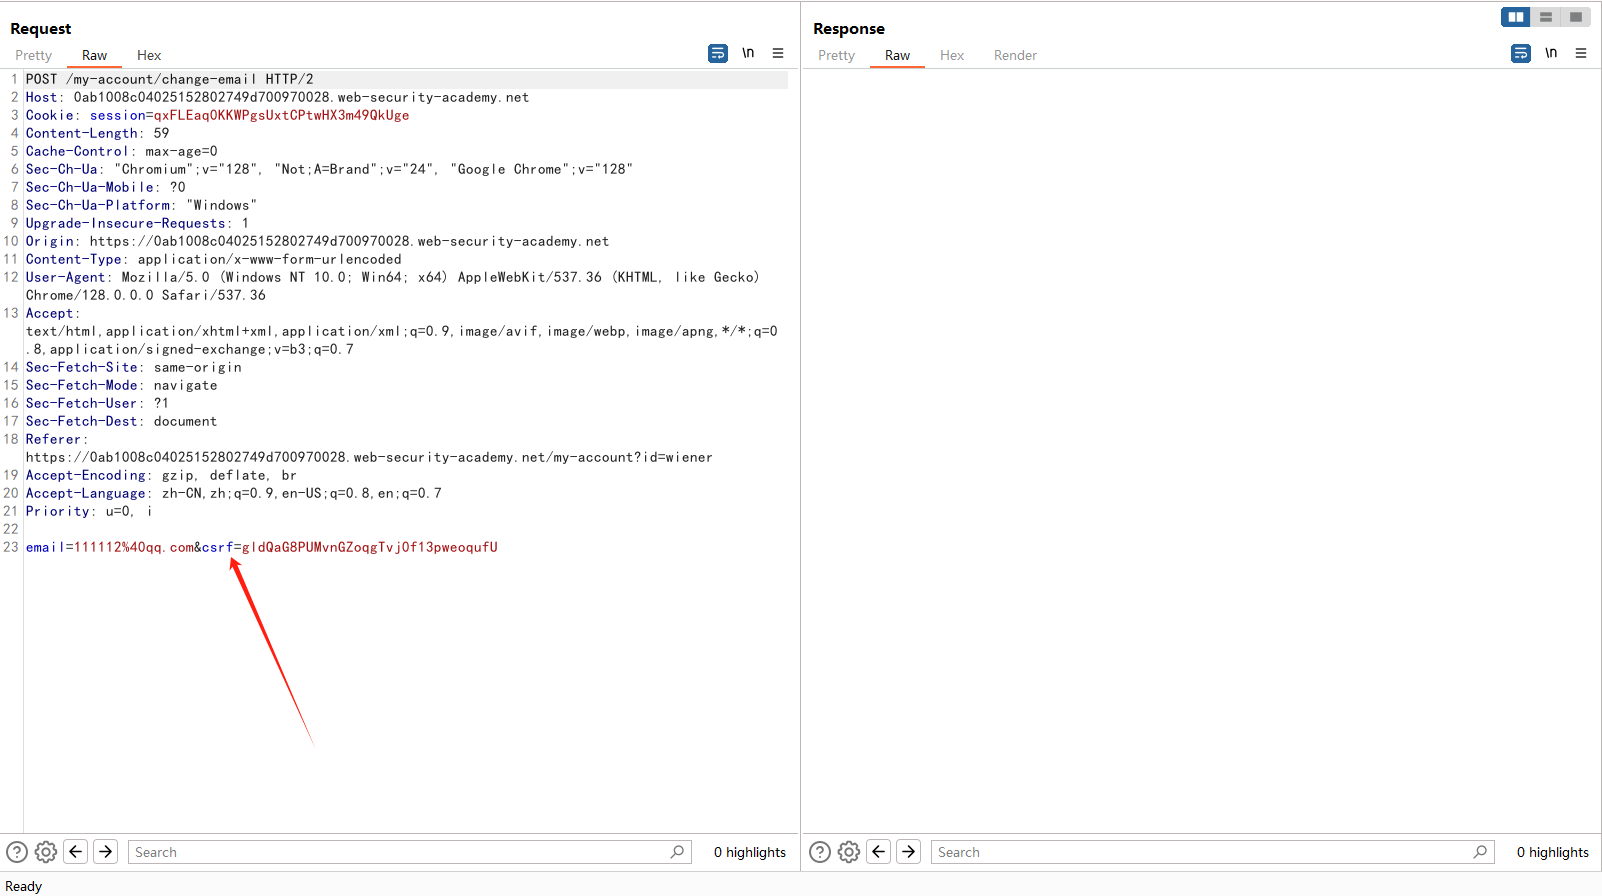 Request
Pretty Raw Hex
\n
1 POST /my-account/change-email HTTP/2
2 Host: 0ab1008c04025152802749d700970028.web-security-academy.net
3 Cookie: session=qxFLEaqOKKWPgsUxtCPtwHX3m49QkUge
4 Content-Length: 59
5 Cache-Control: max-age=0
6 Sec-Ch-Ua: "Chromium";v="128", "Not;A=Brand";v="24", "Google Chrome";v="128"
7 Sec-Ch-Ua-Mobile: ?0
8 Sec-Ch-Ua-Platform: "Windows"
9 Upgrade-Insecure-Requests: 1
10 Origin: https://0ab1008c04025152802749d700970028.web-security-academy.net
11 Content-Type: application/x-www-form-urlencoded
12 User-Agent: Mozilla/5.0 (Windows NT 10.0; Win64; x64) AppleWebKit/537.36 (KHTML, like Gecko)
Chrome/128.0.0.0 Safari/537.36
13 Accept:
text/html,application/xhtml+xml,application/xml;q=0.9,image/avif,image/webp,image/apng,*/*;q=0
.8,application/signed-exchange;v=b3;q=0.7
14 Sec-Fetch-Site: same-origin
15 Sec-Fetch-Mode: navigate
16 Sec-Fetch-User: ?1
17 Sec-Fetch-Dest: document
18 Referer:
https://0ab1008c04025152802749d700970028.web-security-academy.net/my-account?id=wiener
19 Accept-Encoding: gzip, deflate, br
20 Accept-Language: zh-CN,zh;q=0.9,en-US;q=0.8,en;q=0.7
21 Priority: u=0, i
22
23 email=111112%40qq.com&csrf=gldQaG8PUMvnGZoqgTvj0f13pweoqufU
Search
0 highlights
Response
Pretty Raw Hex Render
\n
Search
0 highlights
Ready